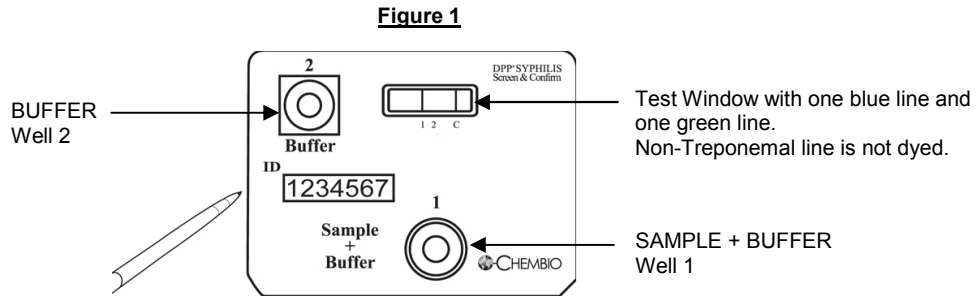 Figure 1
2
DPP® SYPHILIS
Screen & Confirm
BUFFER
Well 2
Test Window with one blue line and
one green line.
Non-Treponemal line is not dyed.
1 2 C
Buffer
ID
1234567
1
Sample
+
Buffer
CHEMBIO
SAMPLE + BUFFER
Well 1